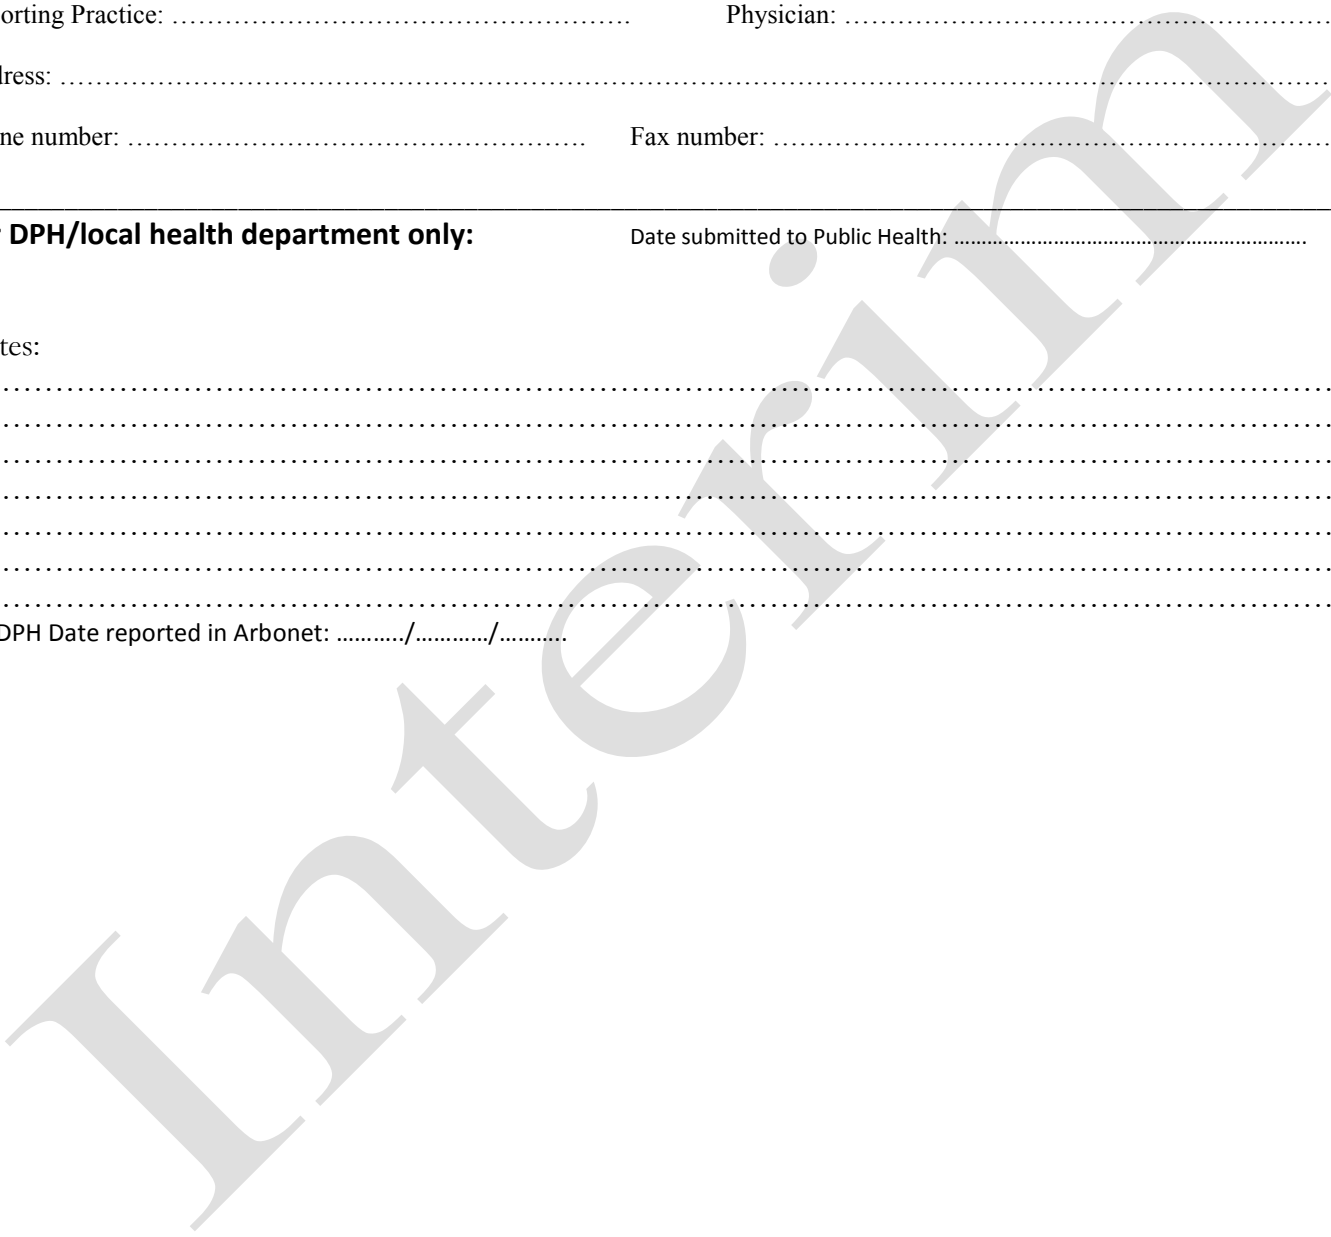 orting Practice: ……………………………………………. Physician: ………………………………………………
lress: …………………………………………………………………………………………………………………………
ne number: ……………………………………………. Fax number: ………………………………………………………
r DPH/local health department only: Date submitted to Public Health: ……………………………………………………….
tes:
………………………………………………………………………………………………………………
………………………………………………………………………………………………………………
………………………………………………………………………………………………………………
………………………………………………………………………………………………………………
………………………………………………………………………………………………………………
………………………………………………………………………………………………………………
………………………………………………………………………………………………………………
DPH Date reported in Arbonet: ………../…………/………..
Interim